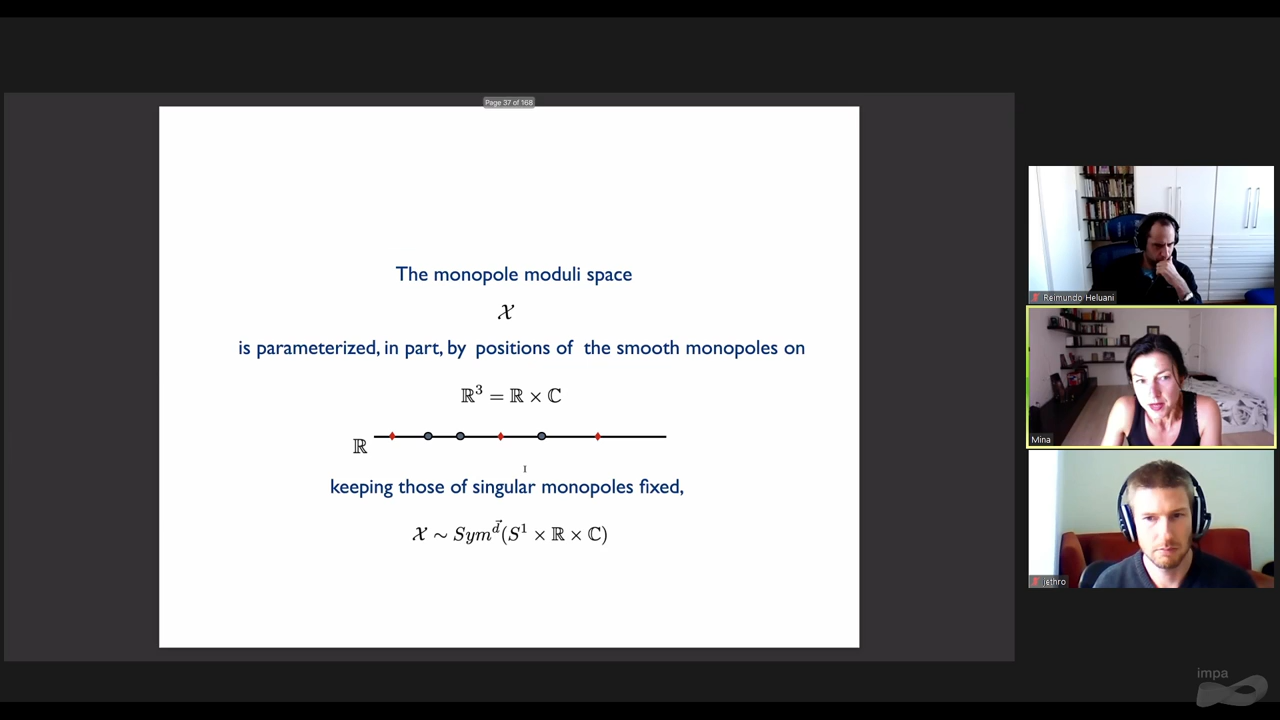 Page 37 of 168
The monopole moduli space
𝒳
is parameterized, in part, by positions of the smooth monopoles on
ℝ³ = ℝ × ℂ
ℝ
keeping those of singular monopoles fixed,
𝒳 ∼ Sym^{\vec{d}}(S¹ × ℝ × ℂ)
Reimundo Heluani
Mina
jethro
impa